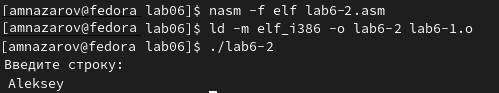 [amnazarov@fedora lab06]$ nasm -f elf lab6-2.asm
[amnazarov@fedora lab06]$ ld -m elf_i386 -o lab6-2 lab6-1.o
[amnazarov@fedora lab06]$ ./lab6-2
Введите строку:
Aleksey